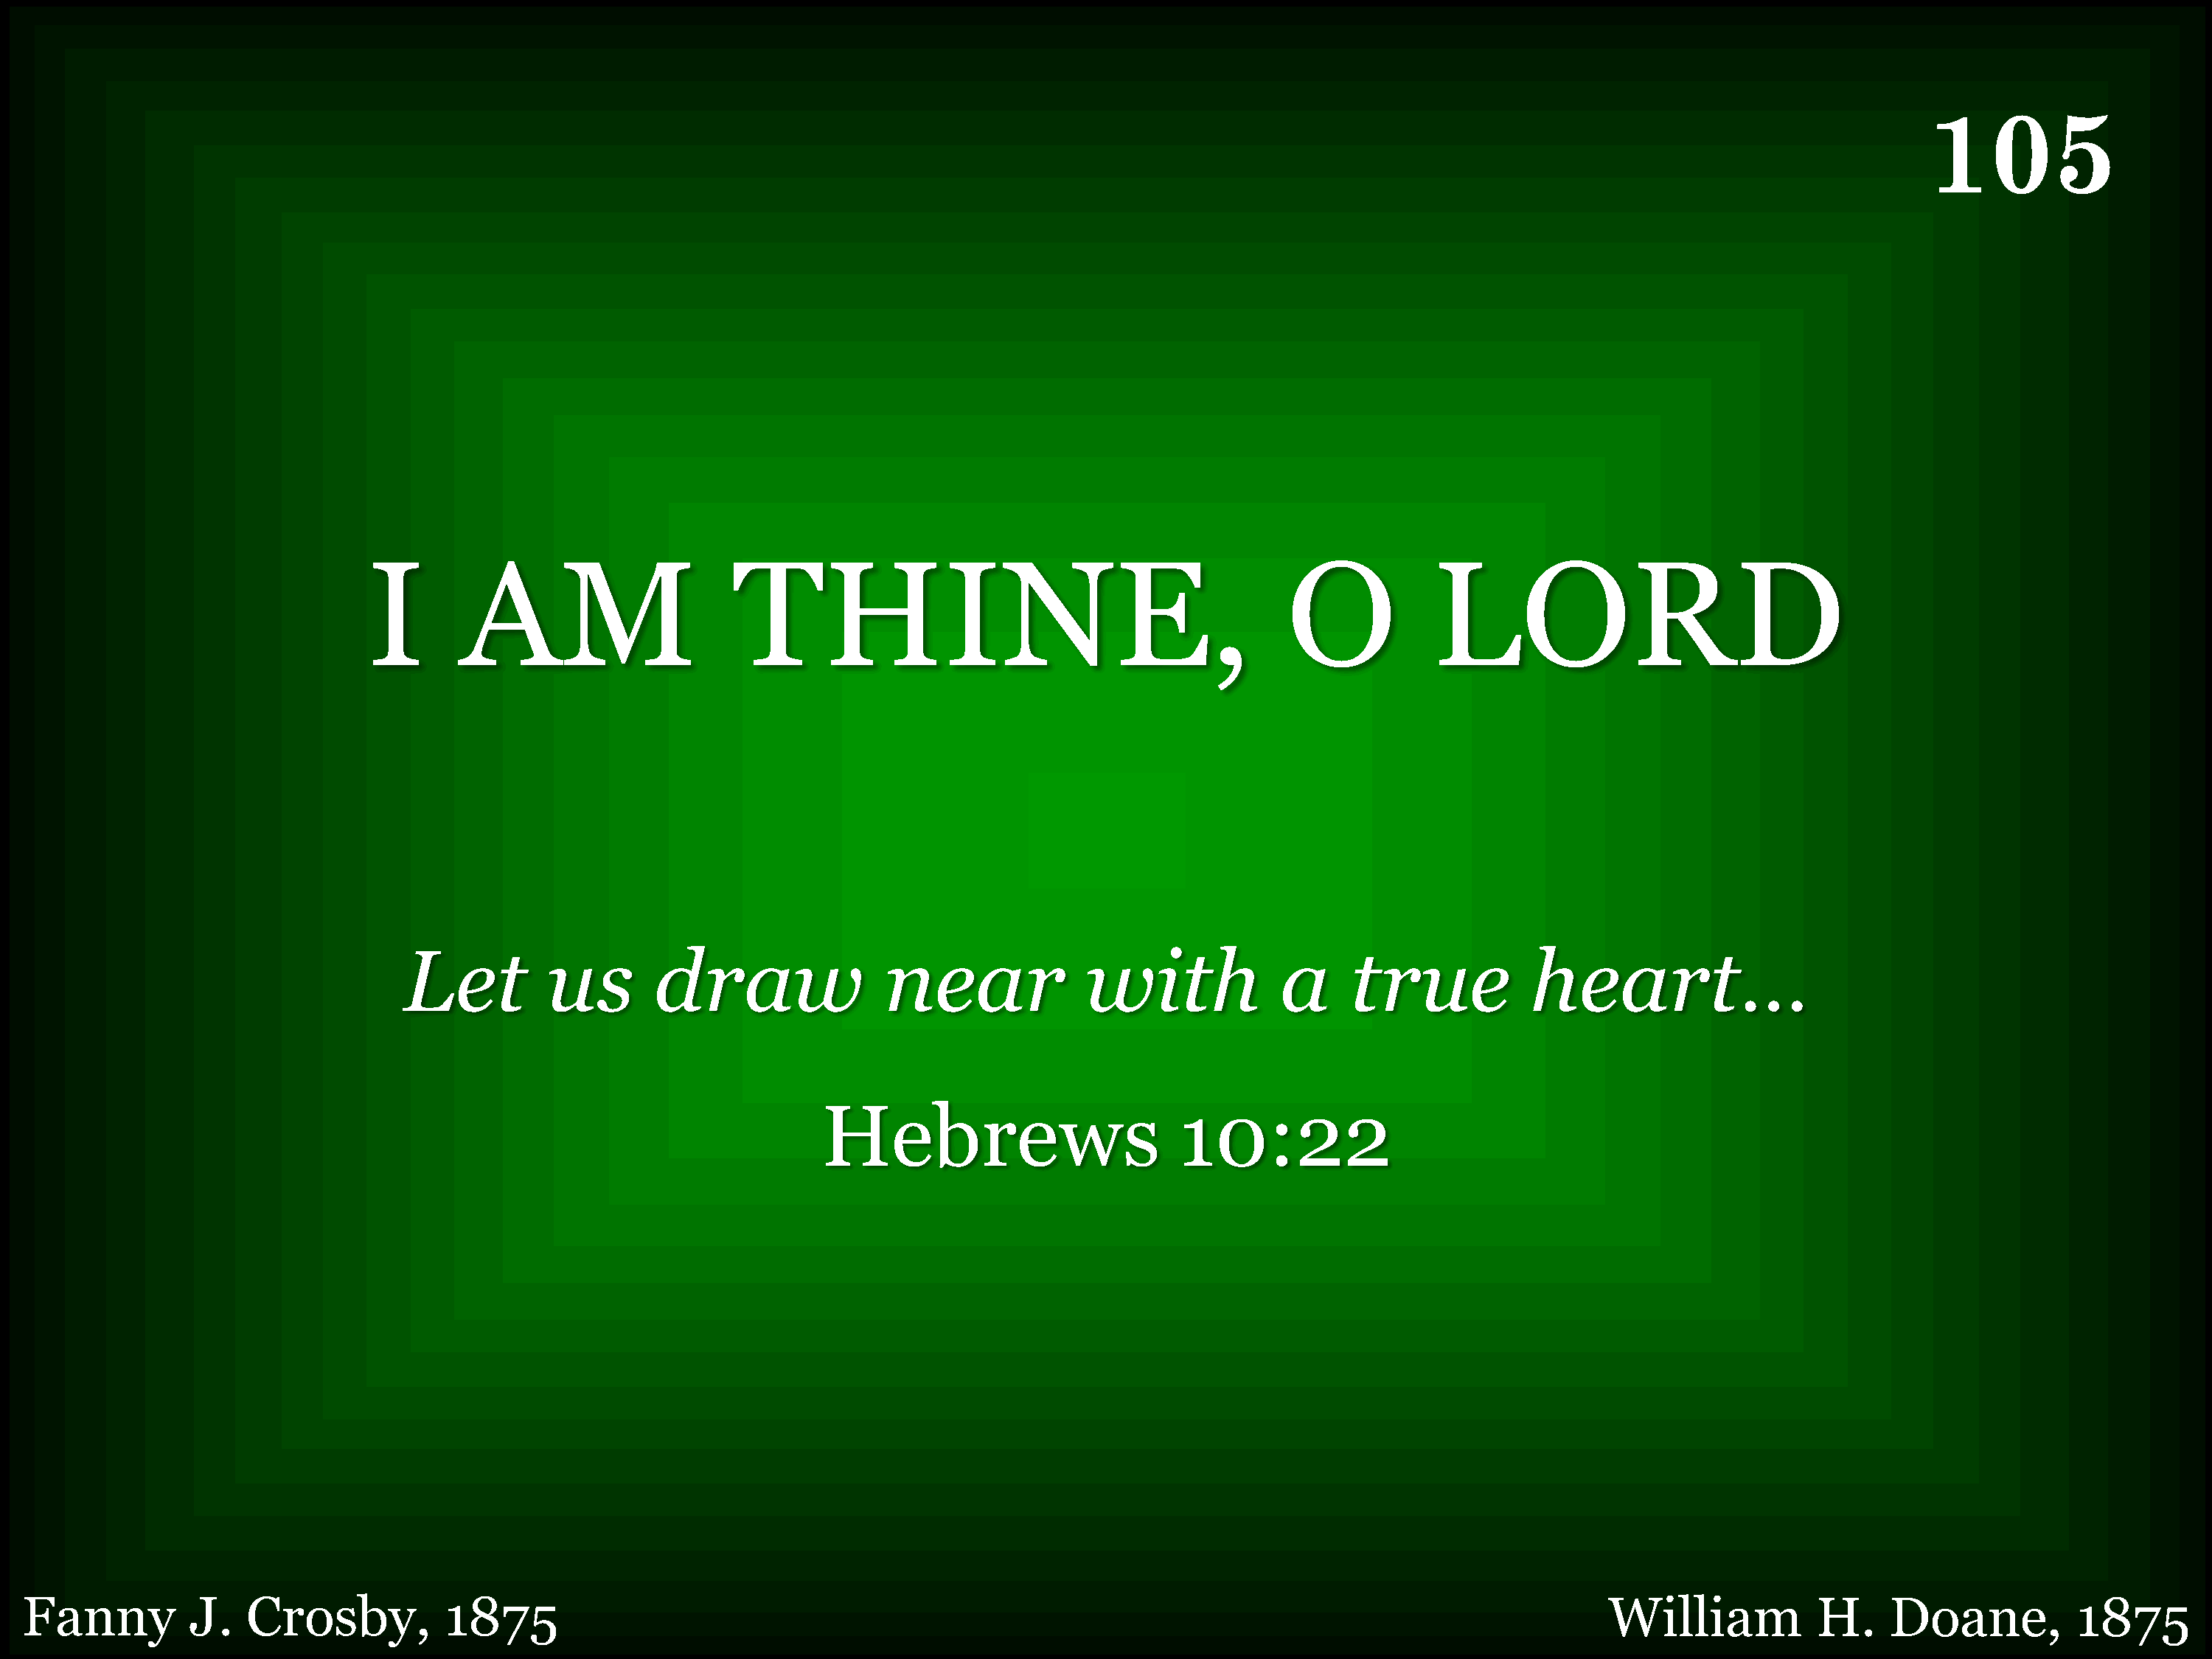 105
I AM THINE, O LORD
Let us draw near with a true heart…
Hebrews 10:22
Fanny J. Crosby, 1875
William H. Doane, 1875